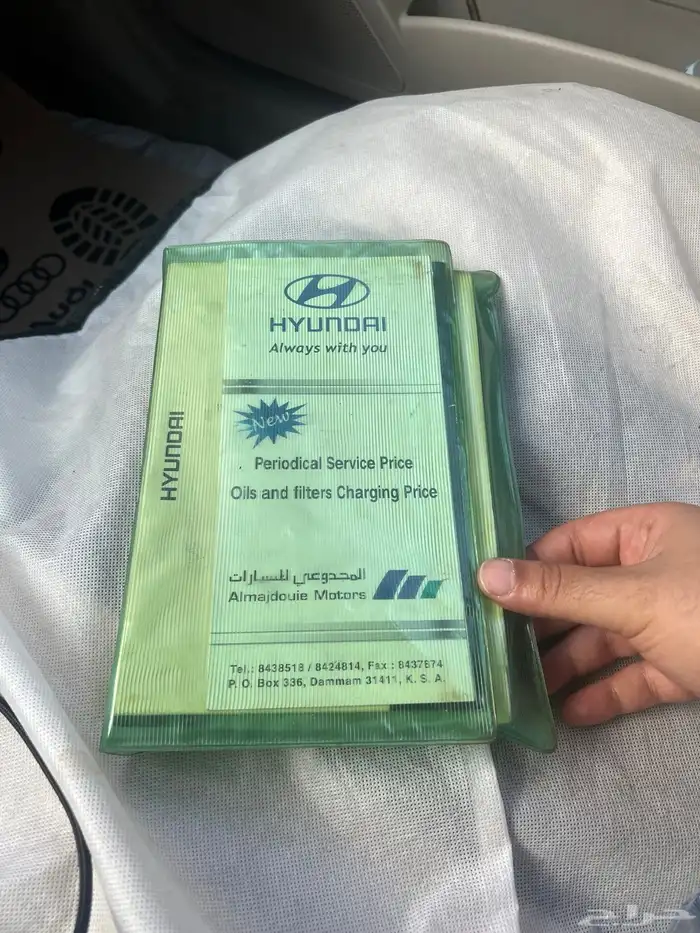 HYUNDAI
Always with you
New
Periodical Service Price
Oils and filters Charging Price
المجدوعي للسيارات
Almajdouie Motors
Tel.: 8438518 / 8424814, Fax : 8437874
P. O. Box 336, Dammam 31411, K. S. A.
HYUNDAI
Audi
حراج